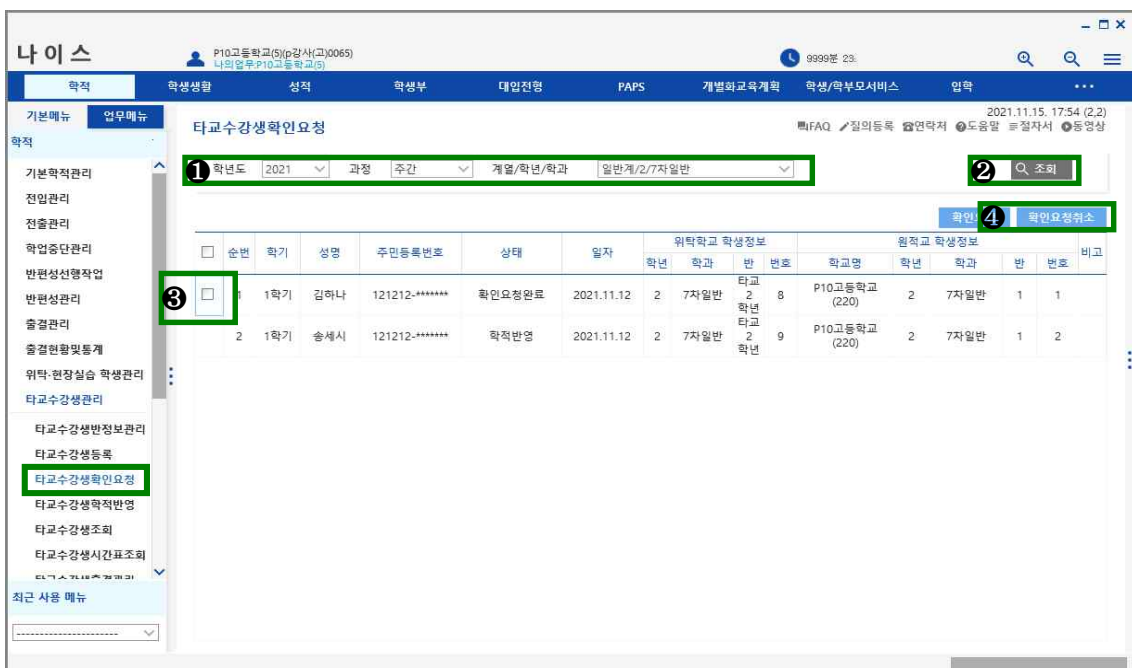 나이스
P10고등학교(5)(p강사(고)0065)
나의업무:P10고등학교(5)
9999분 23.
학적 학생생활 성적 학생부 대입전형 PAPS 개별화교육계획 학생/학부모서비스 입학 ...
기본메뉴 업무메뉴
2021.11.15. 17:54 (2,2)
타교수강생확인요청
FAQ 질의등록 연락처 도움말 절차서 동영상
학적
❶ 학년도 2021 과정 주간 계열/학년/학과 일반계/2/7차일반 ❷ 조회
❹ 확인요청취소
순번 학기 성명 주민등록번호 상태 일자 위탁학교 학생정보 원적교 학생정보 비고
학년 학과 반 번호 학교명 학년 학과 반 번호
❸ 1 1학기 김하나 121212-******* 확인요청완료 2021.11.12 2 7차일반 타교 2 학년 8 P10고등학교 (220) 2 7차일반 1 1
2 1학기 송세시 121212-******* 학적반영 2021.11.12 2 7차일반 타교 2 학년 9 P10고등학교 (220) 2 7차일반 1 2
기본학적관리
전입관리
전출관리
학업중단관리
반편성선행작업
반편성관리
출결관리
출결현황및통계
위탁·현장실습 학생관리
타교수강생관리
타교수강생반정보관리
타교수강생등록
타교수강생확인요청
타교수강생학적반영
타교수강생조회
타교수강생시간표조회
최근 사용 메뉴
----------------------